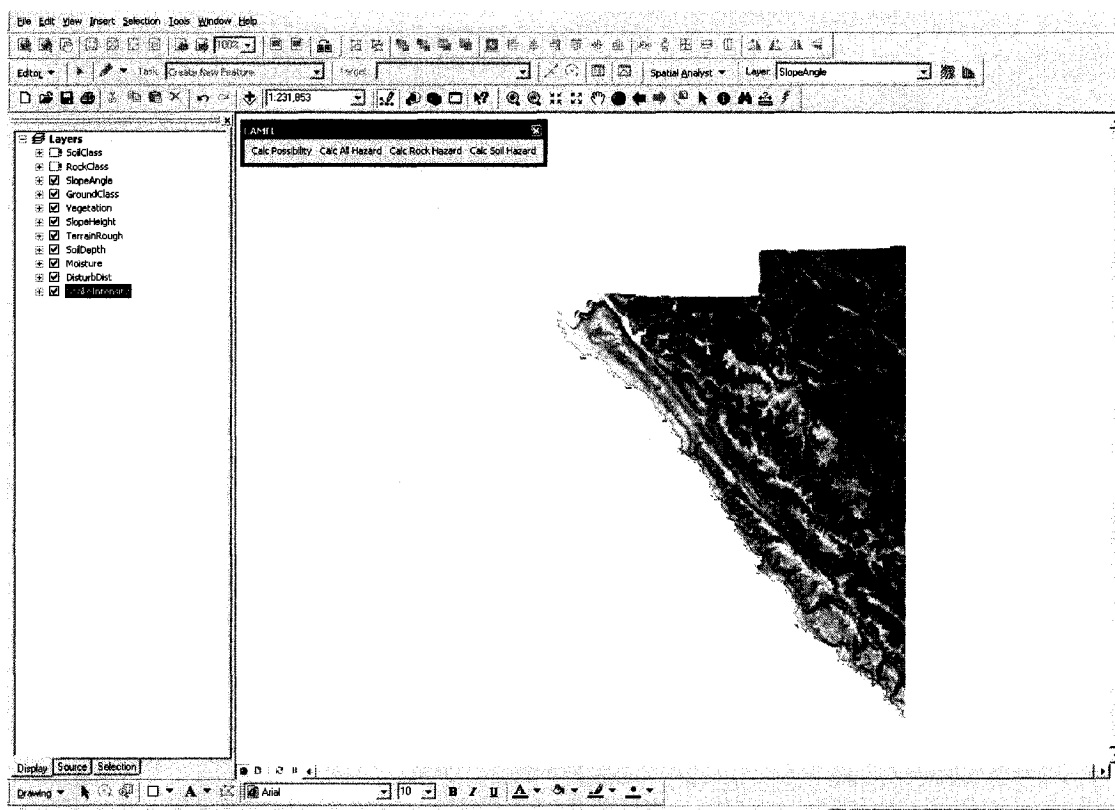 File Edit View Insert Selection Tools Window Help
100%
Editor Task: Create New Feature Target: Spatial Analyst Layer: SlopeAngle
1:231,853
Layers
SoilClass
RockClass
SlopeAngle
GroundClass
Vegetation
SlopeHeight
TerrainRough
SoilDepth
Moisture
DisturbDist
CAMEL
Calc Possibility Calc All Hazard Calc Rock Hazard Calc Soil Hazard
Display Source Selection
Drawing A Arial 10 B I U A